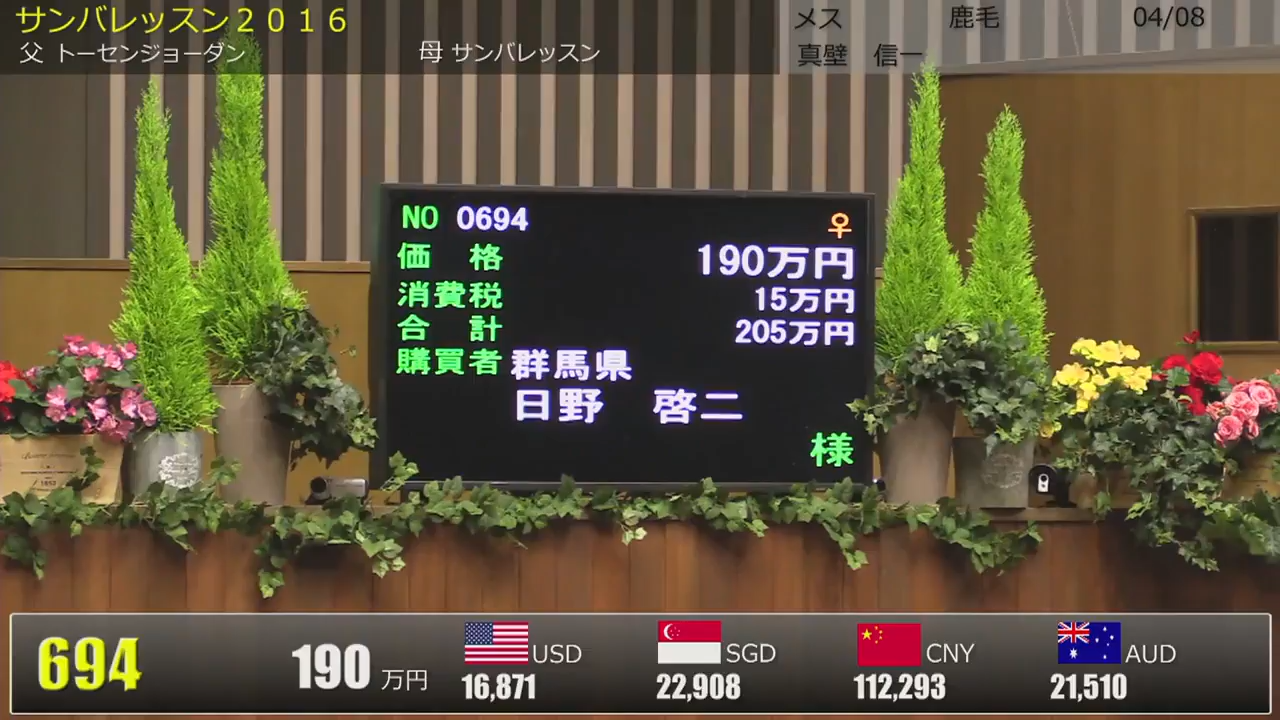 サンバレッスン２０１６
父 トーセンジョーダン 母 サンバレッスン
メス 鹿毛 04/08
真壁 信一
NO 0694 ♀
価 格 190万円
消費税 15万円
合 計 205万円
購買者 群馬県
日野 啓二
様
694 190 万円
USD 16,871
SGD 22,908
CNY 112,293
AUD 21,510